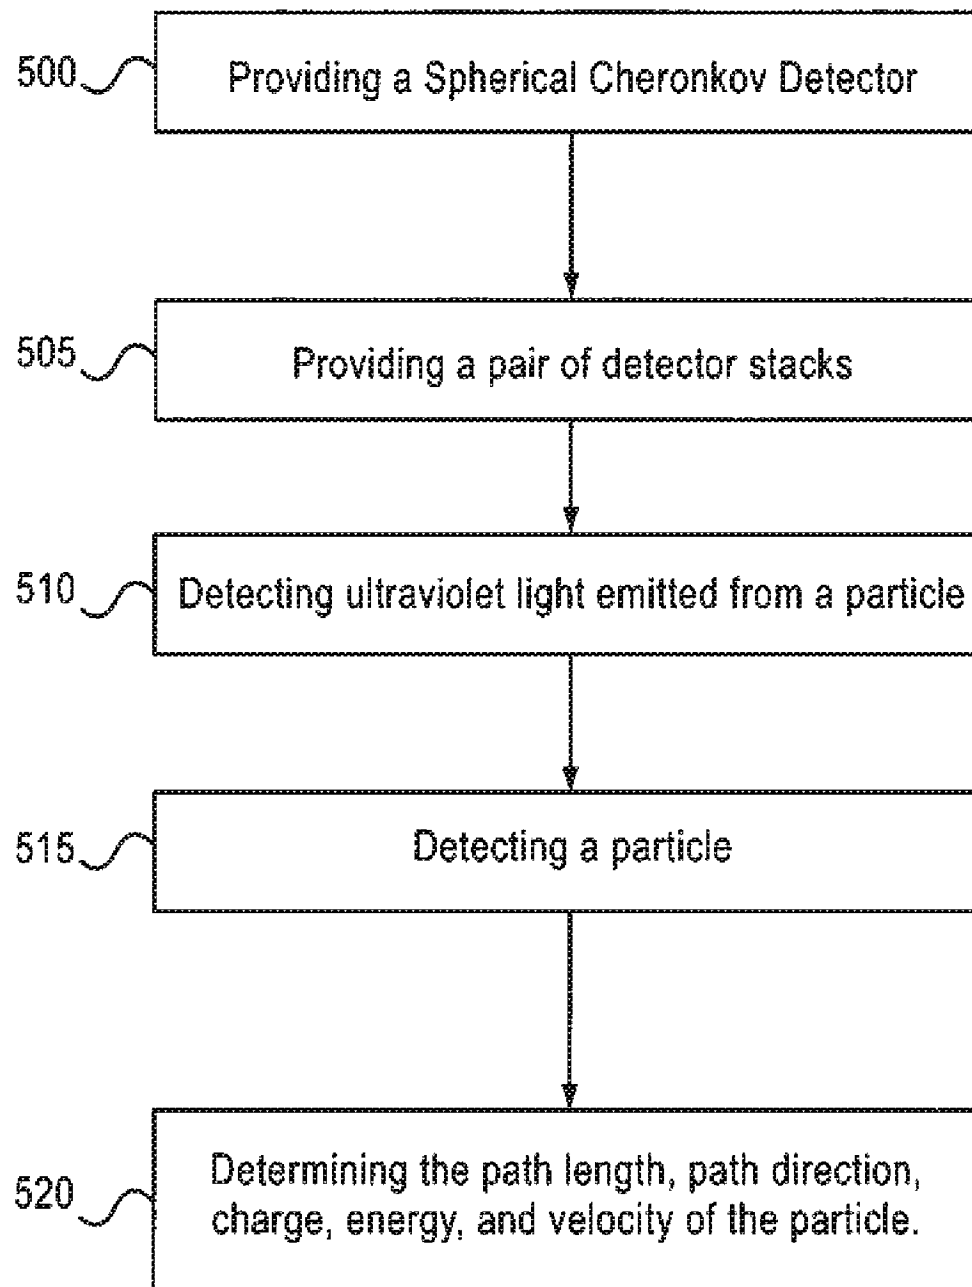 500
Providing a Spherical Cheronkov Detector
505
Providing a pair of detector stacks
510
Detecting ultraviolet light emitted from a particle
515
Detecting a particle
520
Determining the path length, path direction,
charge, energy, and velocity of the particle.